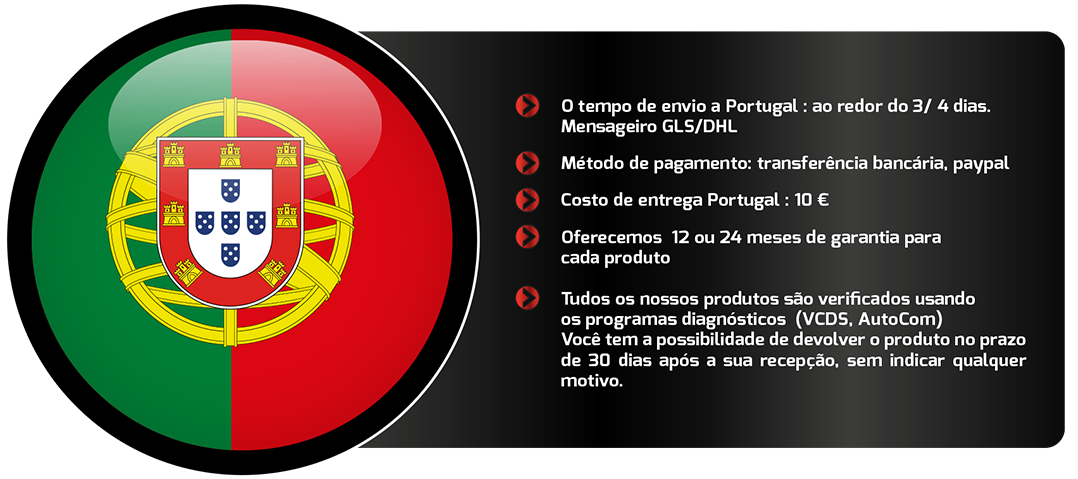 O tempo de envio a Portugal : ao redor do 3/ 4 dias.
Mensageiro GLS/DHL
Método de pagamento: transferência bancária, paypal
Costo de entrega Portugal : 10 €
Oferecemos  12 ou 24 meses de garantia para
cada produto
Tudos os nossos produtos são verificados usando
os programas diagnósticos  (VCDS, AutoCom)
Você tem a possibilidade de devolver o produto no prazo
de 30 dias após a sua recepção, sem indicar qualquer
motivo.